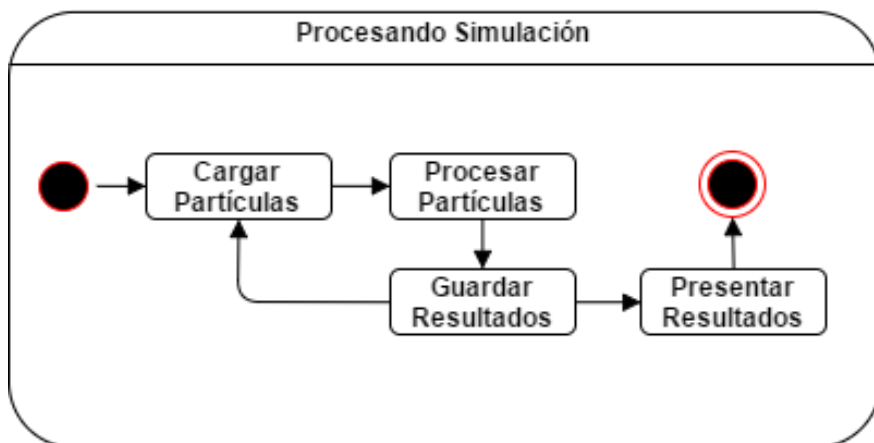 Procesando Simulación
Cargar
Partículas
Procesar
Partículas
Guardar
Resultados
Presentar
Resultados